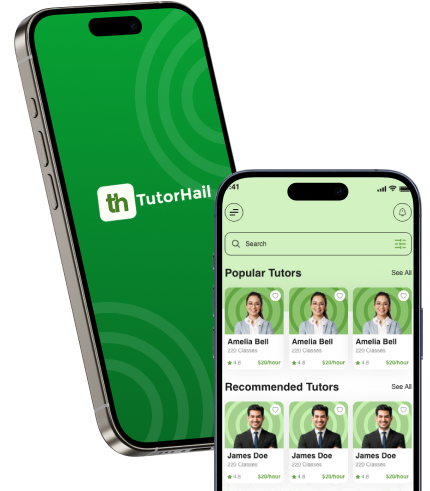 th TutorHail
:41
Search
Popular Tutors See All
Amelia Bell Amelia Bell Amelia Bell
220 Classes 220 Classes 220 Classes
4.8 $20/hour 4.8 $20/hour 4.8 $20/hour
Recommended Tutors See All
James Doe James Doe James Doe
220 Classes 220 Classes 220 Classes
4.8 $20/hour 4.8 $20/hour 4.8 $20/hour